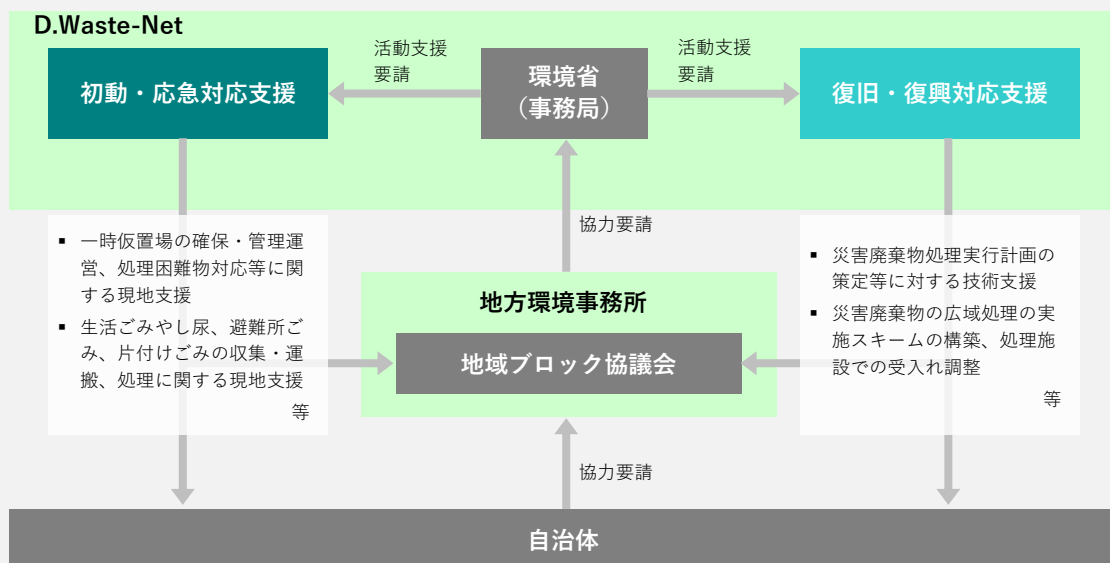 D.Waste-Net
初動・応急対応支援
活動支援
要請
環境省
（事務局）
活動支援
要請
復旧・復興対応支援
協力要請
▪ 一時仮置場の確保・管理運
営、処理困難物対応等に関
する現地支援
▪ 生活ごみやし尿、避難所ご
み、片付けごみの収集・運
搬、処理に関する現地支援
等
地方環境事務所
地域ブロック協議会
▪ 災害廃棄物処理実行計画の
策定等に対する技術支援
▪ 災害廃棄物の広域処理の実
施スキームの構築、処理施
設での受入れ調整
等
協力要請
自治体